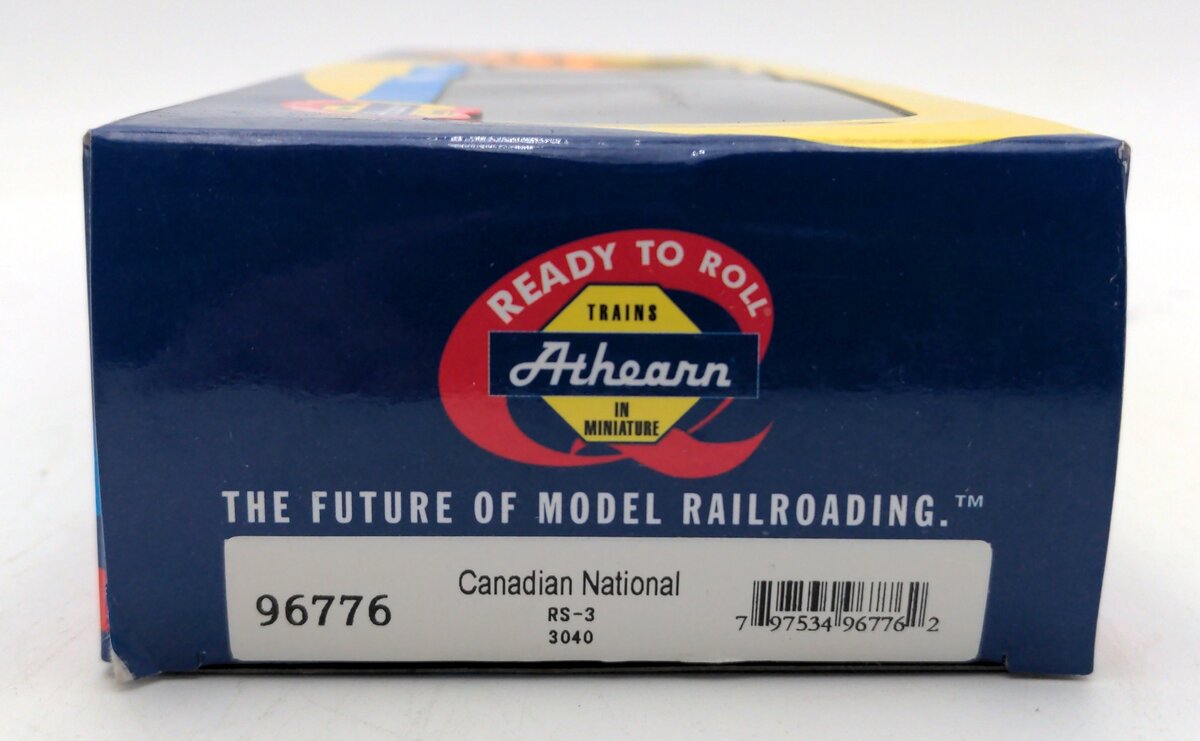 READY TO ROLL®
TRAINS
Athearn
IN
MINIATURE
THE FUTURE OF MODEL RAILROADING.™
96776
Canadian National
RS-3
3040
7 97534 96776 2